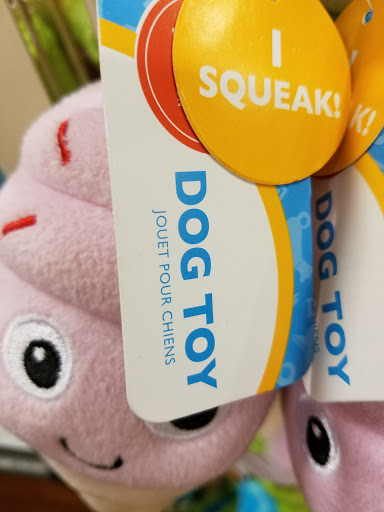 I
SQUEAK!
DOG TOY
JOUET POUR CHIENS
K!
DOG TOY